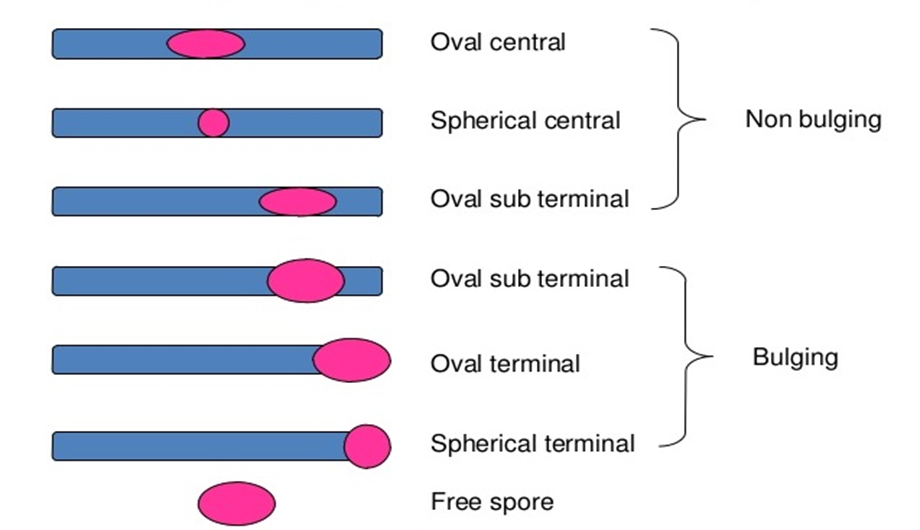 Oval central
Spherical central
Non bulging
Oval sub terminal
Oval sub terminal
Oval terminal
Bulging
Spherical terminal
Free spore